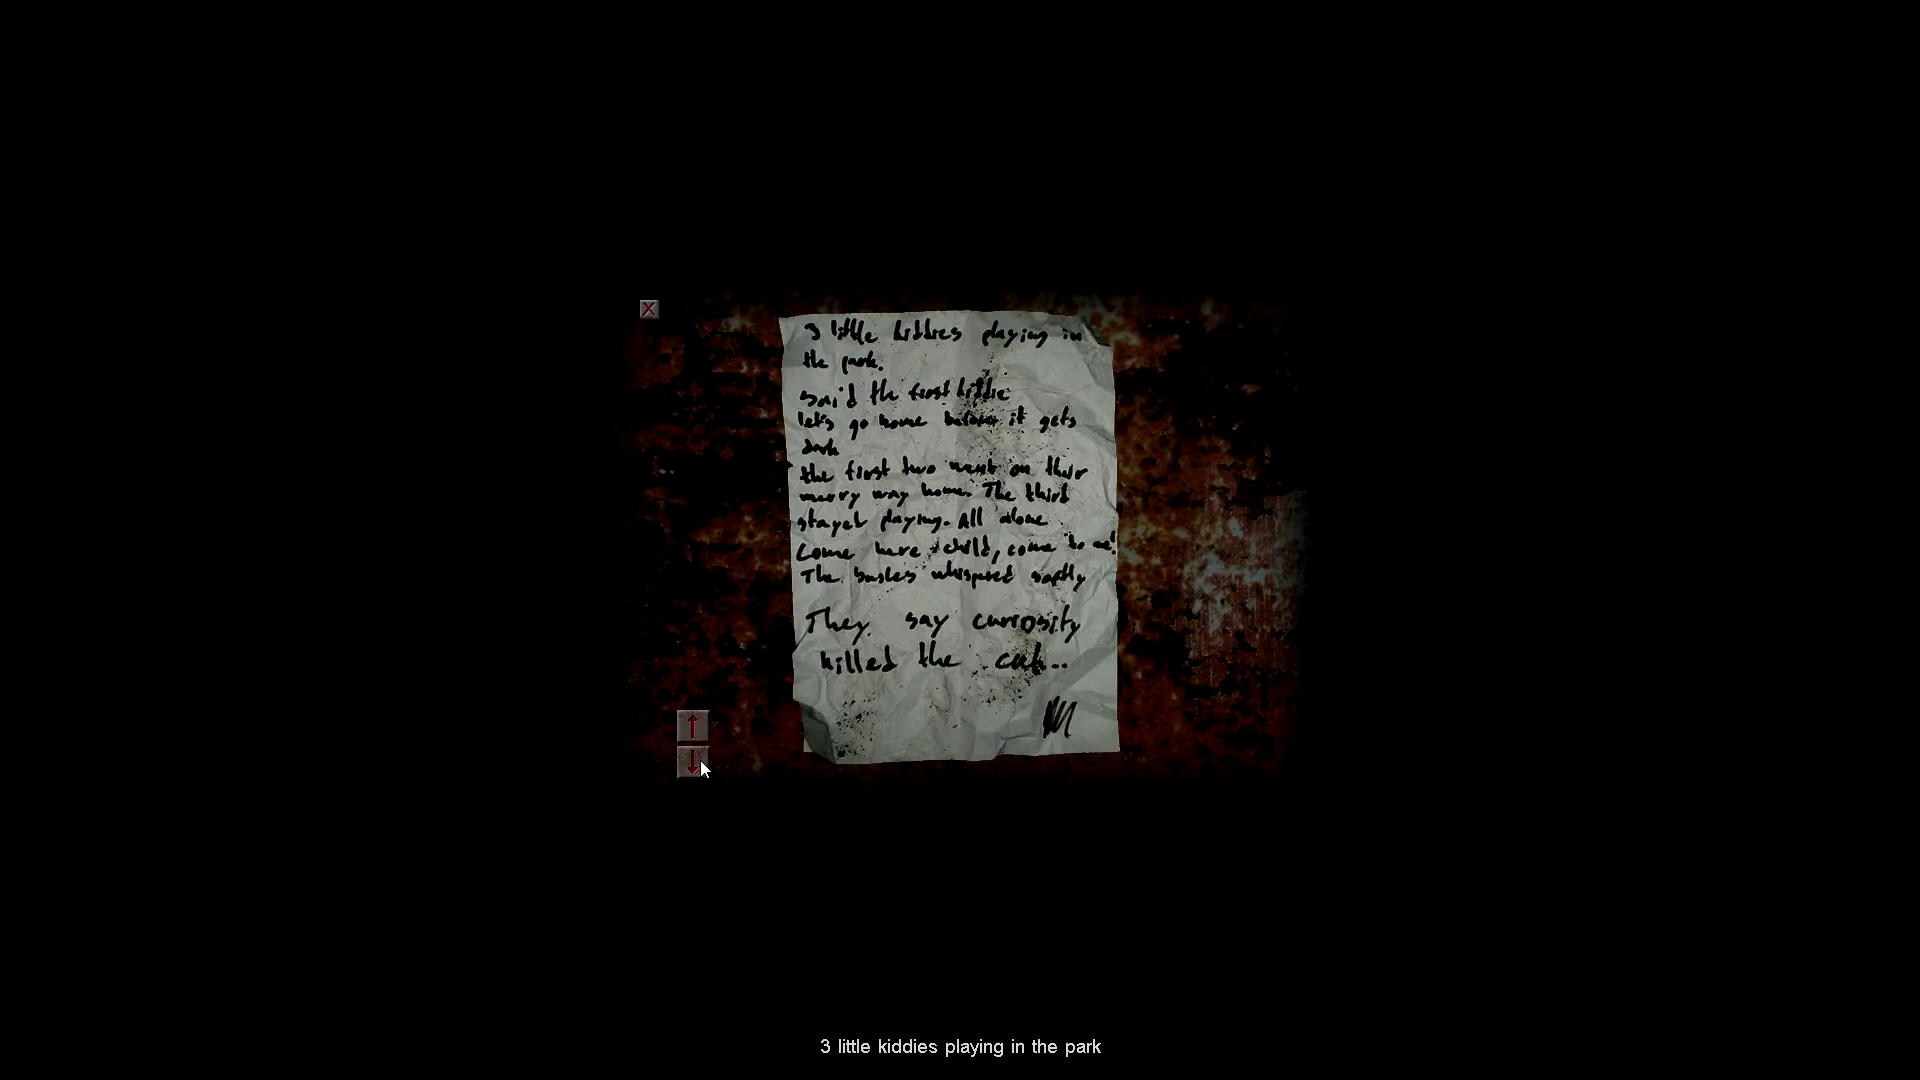 X
3 little kiddies playing in
the park.
said the first kiddie
let's go home before it gets
dark
the first two went on their
merry way home. The third
stayed playing. All alone
Come here child, come to me!
The bushes whispered softly
They say curiosity
killed the cat..
3 little kiddies playing in the park